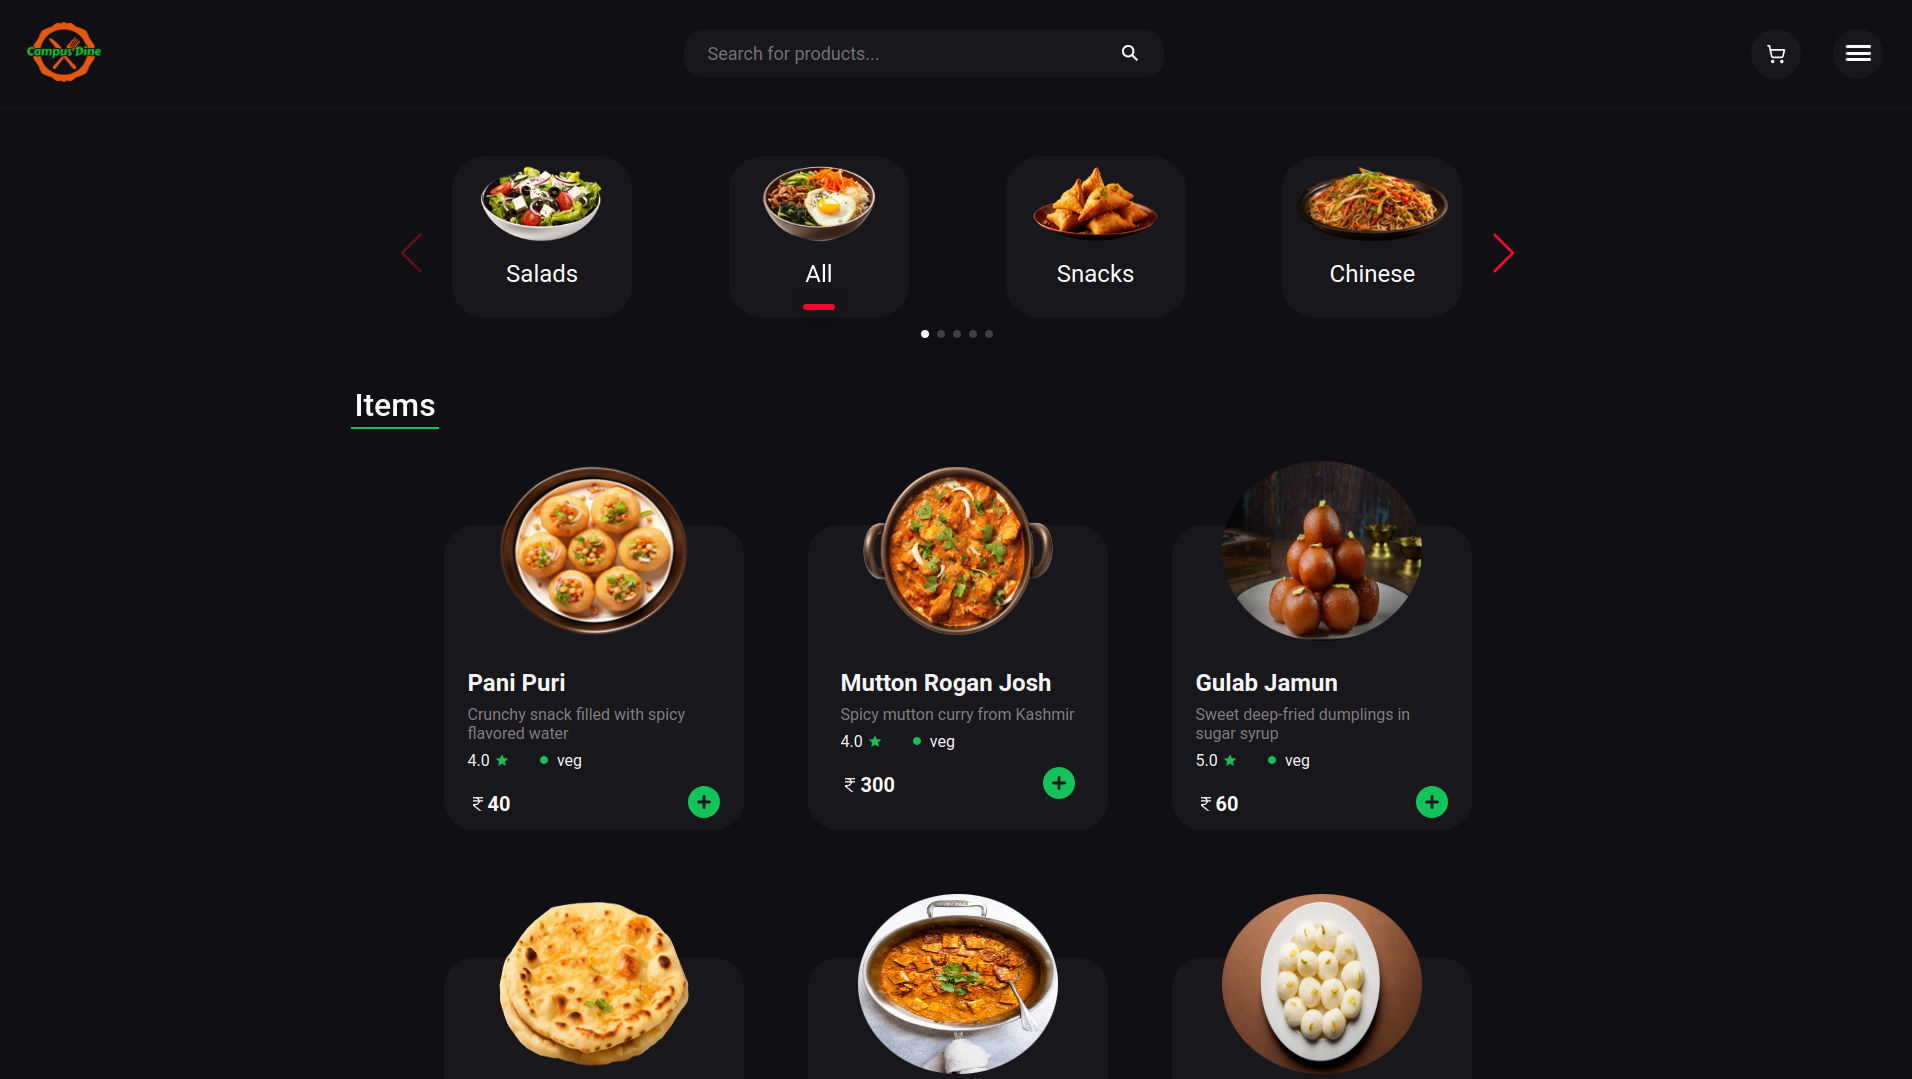 Campus Dine
Search for products...
Salads
All
Snacks
Chinese
Items
Pani Puri
Crunchy snack filled with spicy
flavored water
4.0 veg
₹ 40
Mutton Rogan Josh
Spicy mutton curry from Kashmir
4.0 veg
₹ 300
Gulab Jamun
Sweet deep-fried dumplings in
sugar syrup
5.0 veg
₹ 60